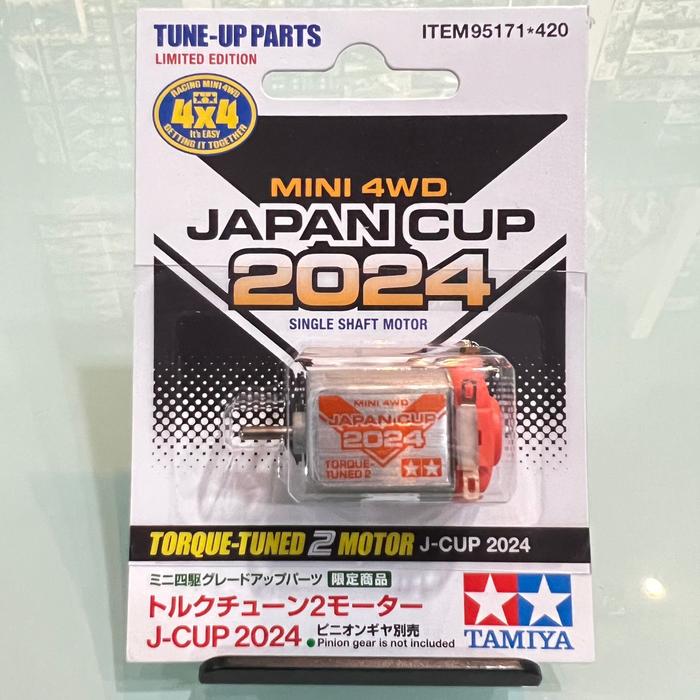 TUNE-UP PARTS
ITEM 95171*420
LIMITED EDITION
RACING MINI 4WD
4x4
It's EASY
GETTING IT TOGETHER
MINI 4WD
JAPAN CUP
2024
SINGLE SHAFT MOTOR
MINI 4WD
JAPAN CUP
2024
TORQUE-
TUNED 2
TORQUE-TUNED 2 MOTOR J-CUP 2024
ミニ四駆グレードアップパーツ 限定商品
トルクチューン2モーター
J-CUP 2024 ピニオンギヤ別売
Pinion gear is not included
TAMIYA